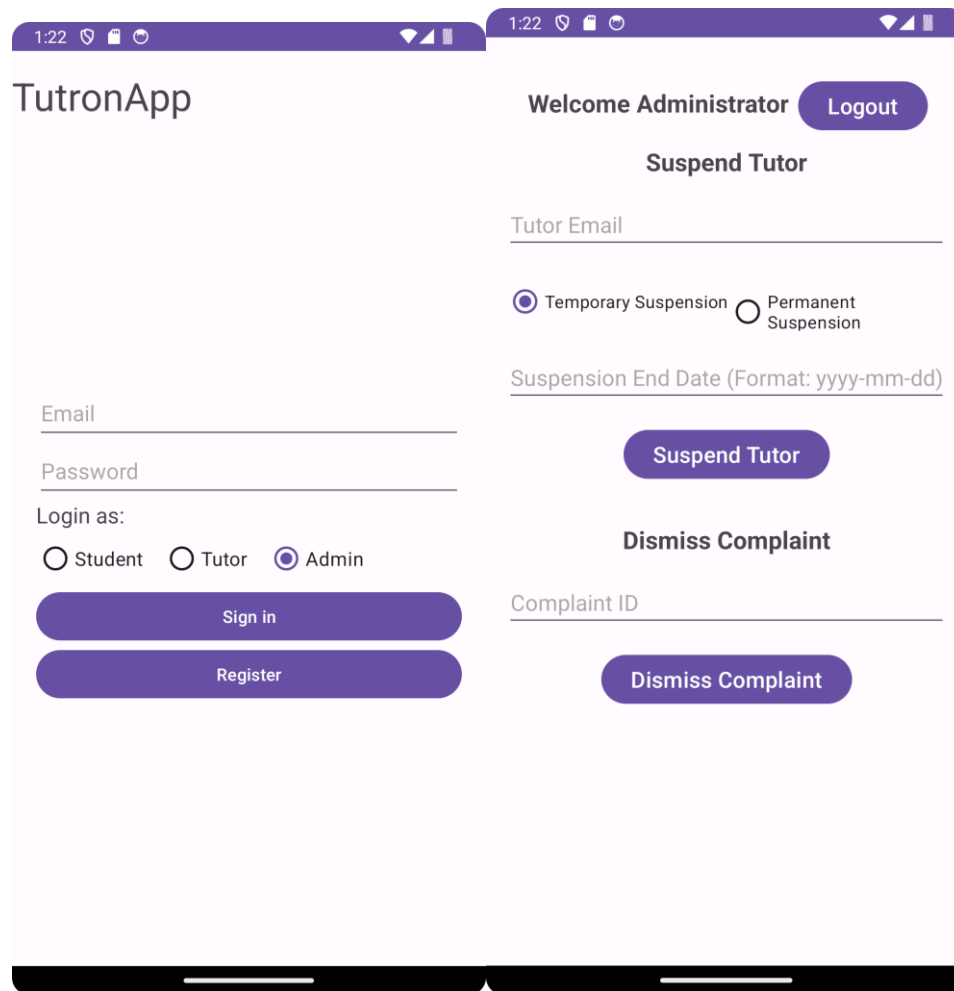 1:22
TutronApp
Email
Password
Login as:
Student Tutor Admin
Sign in
Register
1:22
Welcome Administrator Logout
Suspend Tutor
Tutor Email
Temporary Suspension Permanent
Suspension
Suspension End Date (Format: yyyy-mm-dd)
Suspend Tutor
Dismiss Complaint
Complaint ID
Dismiss Complaint